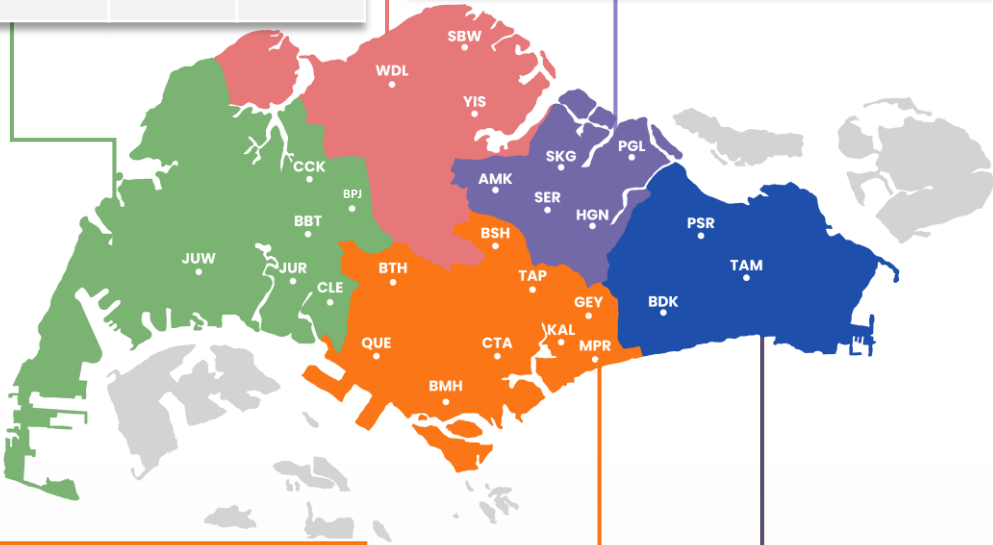 SBW
WDL
YIS
SKG
PGL
CCK
AMK
BPJ
SER
HGN
BBT
BSH
PSR
JUW
JUR
BTH
TAP
TAM
CLE
GEY
BDK
KAL
QUE
CTA
MPR
BMH